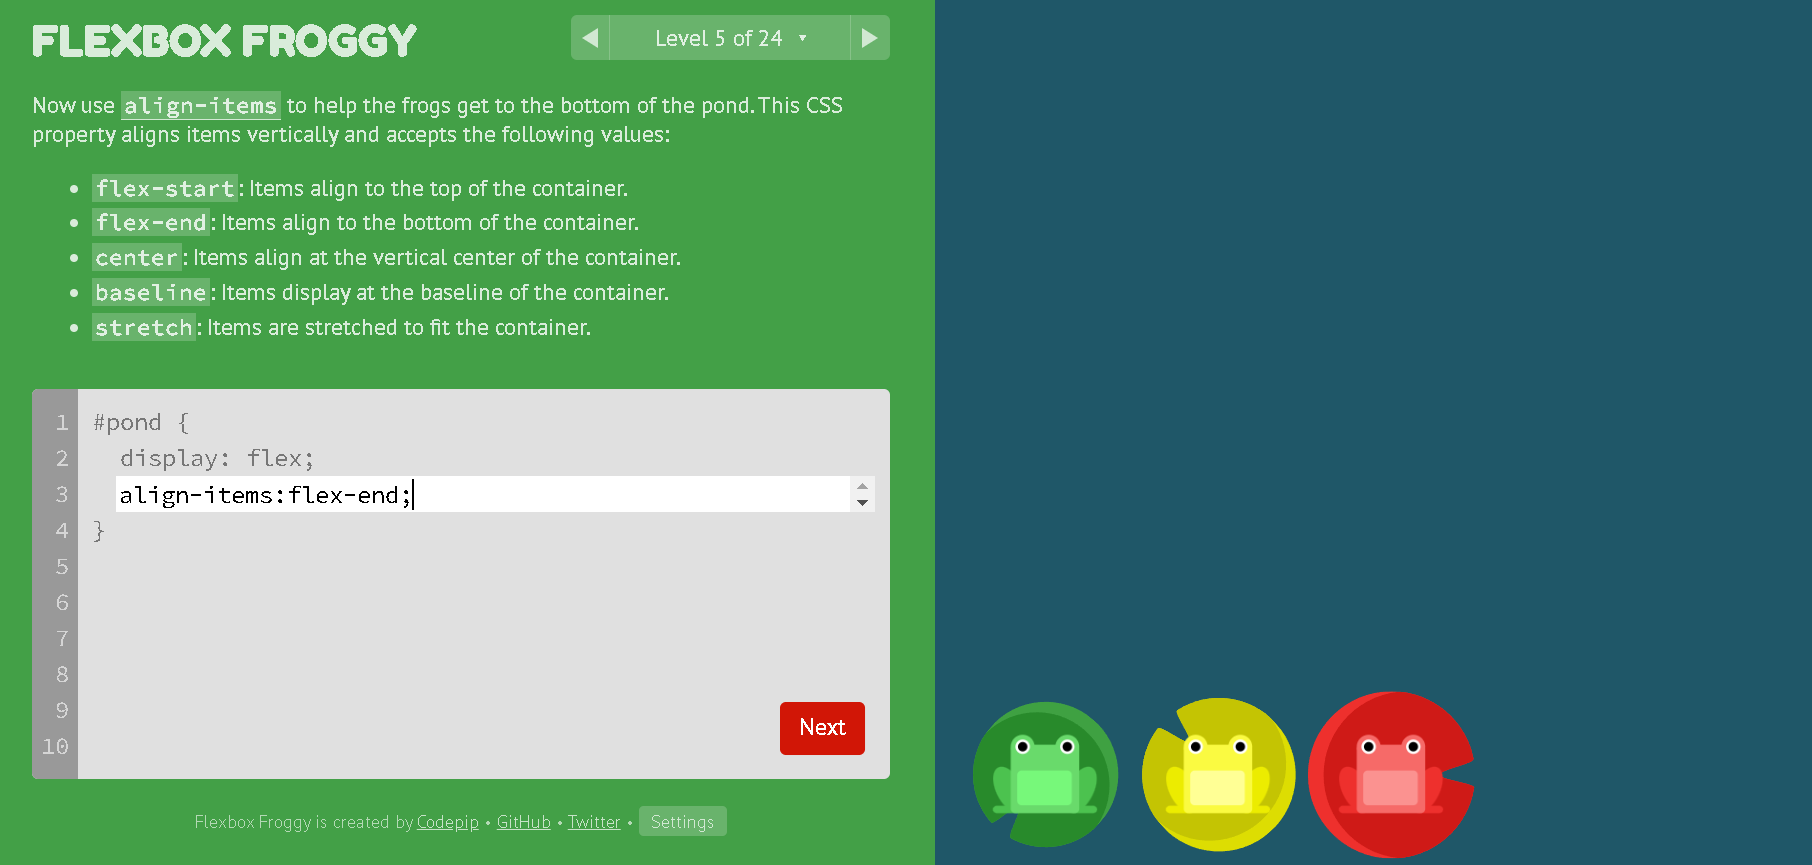 FLEXBOX FROGGY
◀ Level 5 of 24 ▼ ▶
Now use align-items to help the frogs get to the bottom of the pond. This CSS
property aligns items vertically and accepts the following values:
• flex-start: Items align to the top of the container.
• flex-end: Items align to the bottom of the container.
• center: Items align at the vertical center of the container.
• baseline: Items display at the baseline of the container.
• stretch: Items are stretched to fit the container.
1 #pond {
2 display: flex;
3 align-items:flex-end;
4 }
5
6
7
8
9
10
Next
Flexbox Froggy is created by Codepip • GitHub • Twitter • Settings